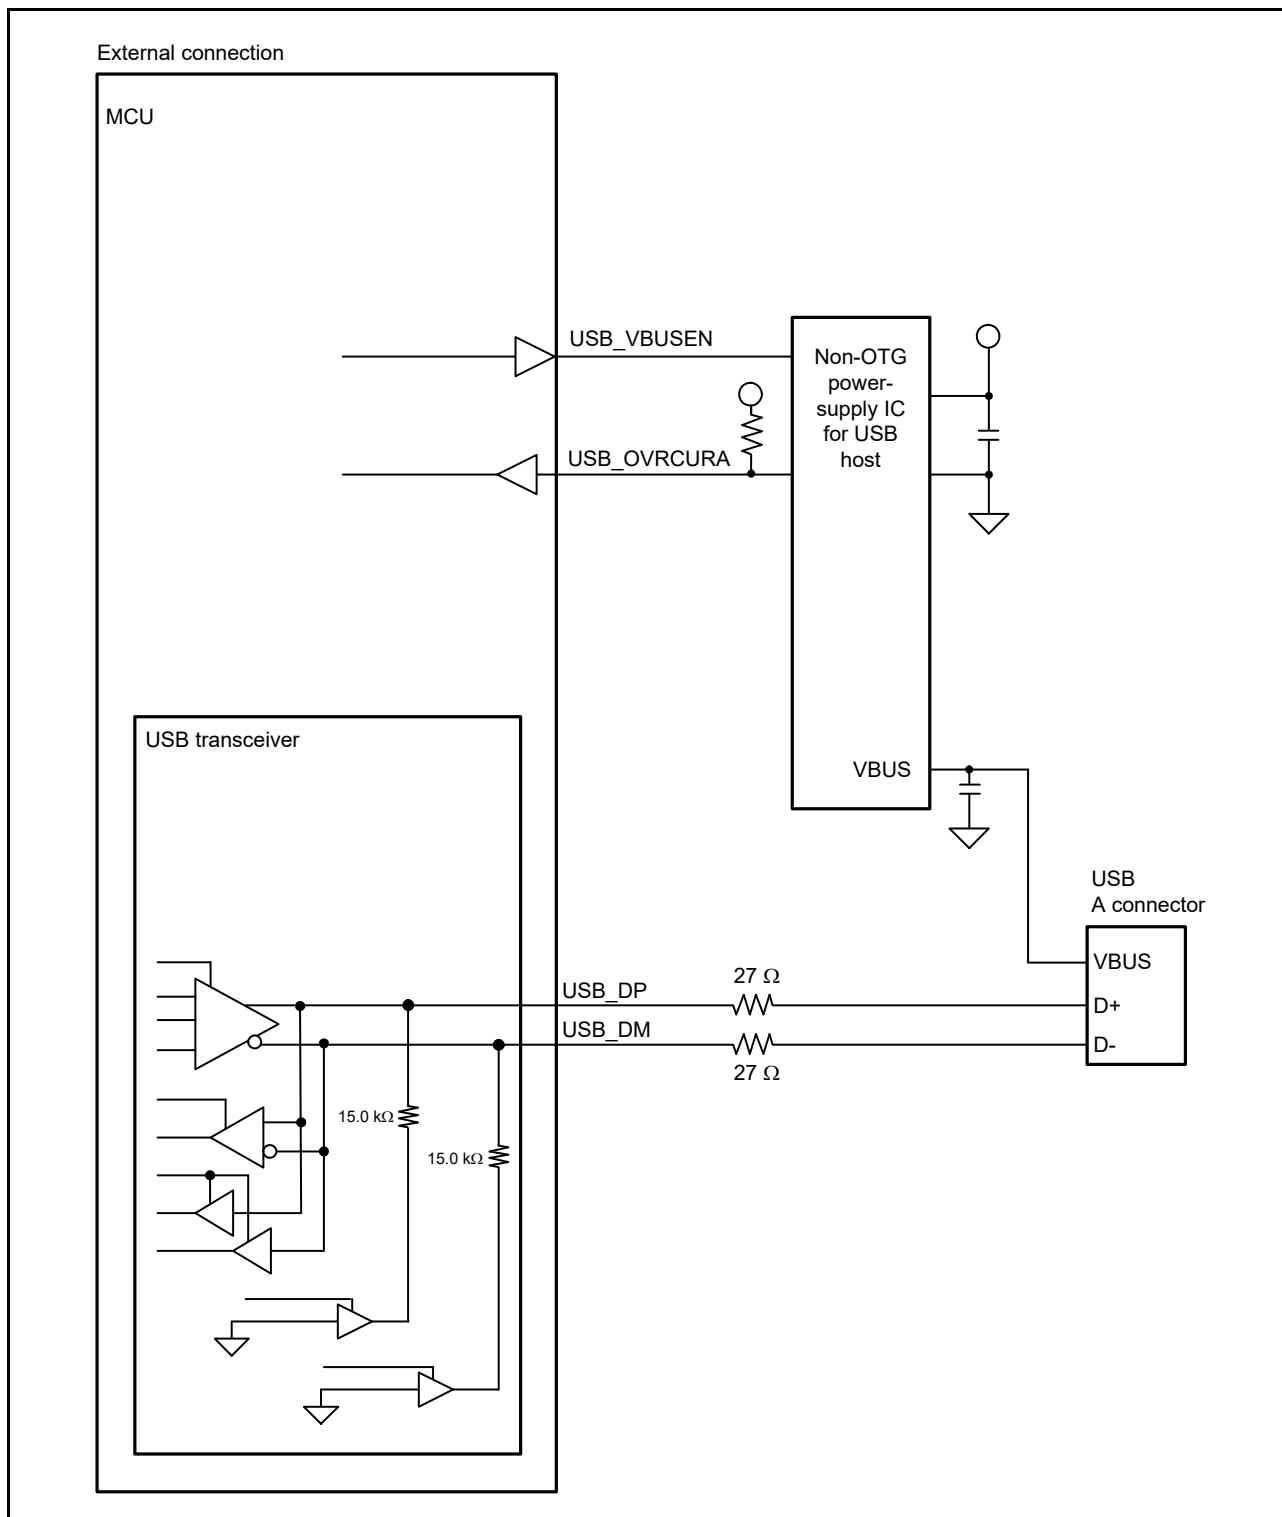 External connection
MCU
USB_VBUSEN
Non-OTG
power-
supply IC
for USB
host
USB_OVRCURA
USB transceiver
VBUS
USB
A connector
VBUS
27 Ω
USB_DP
D+
USB_DM
D-
27 Ω
15.0 kΩ
15.0 kΩ